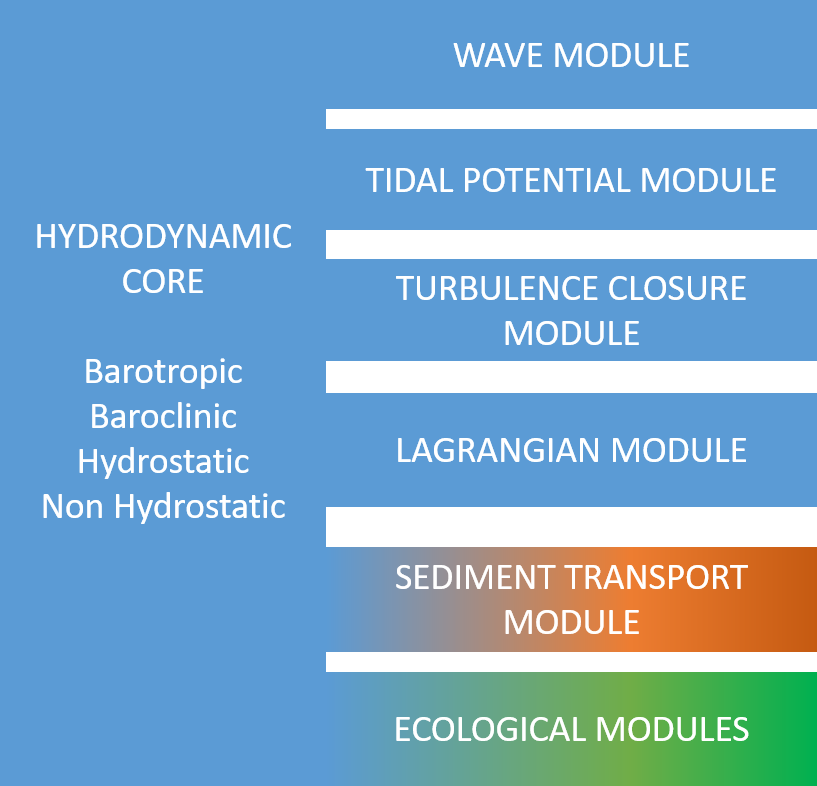 HYDRODYNAMIC
CORE
Barotropic
Baroclinic
Hydrostatic
Non Hydrostatic
WAVE MODULE
TIDAL POTENTIAL MODULE
TURBULENCE CLOSURE
MODULE
LAGRANGIAN MODULE
SEDIMENT TRANSPORT
MODULE
ECOLOGICAL MODULES